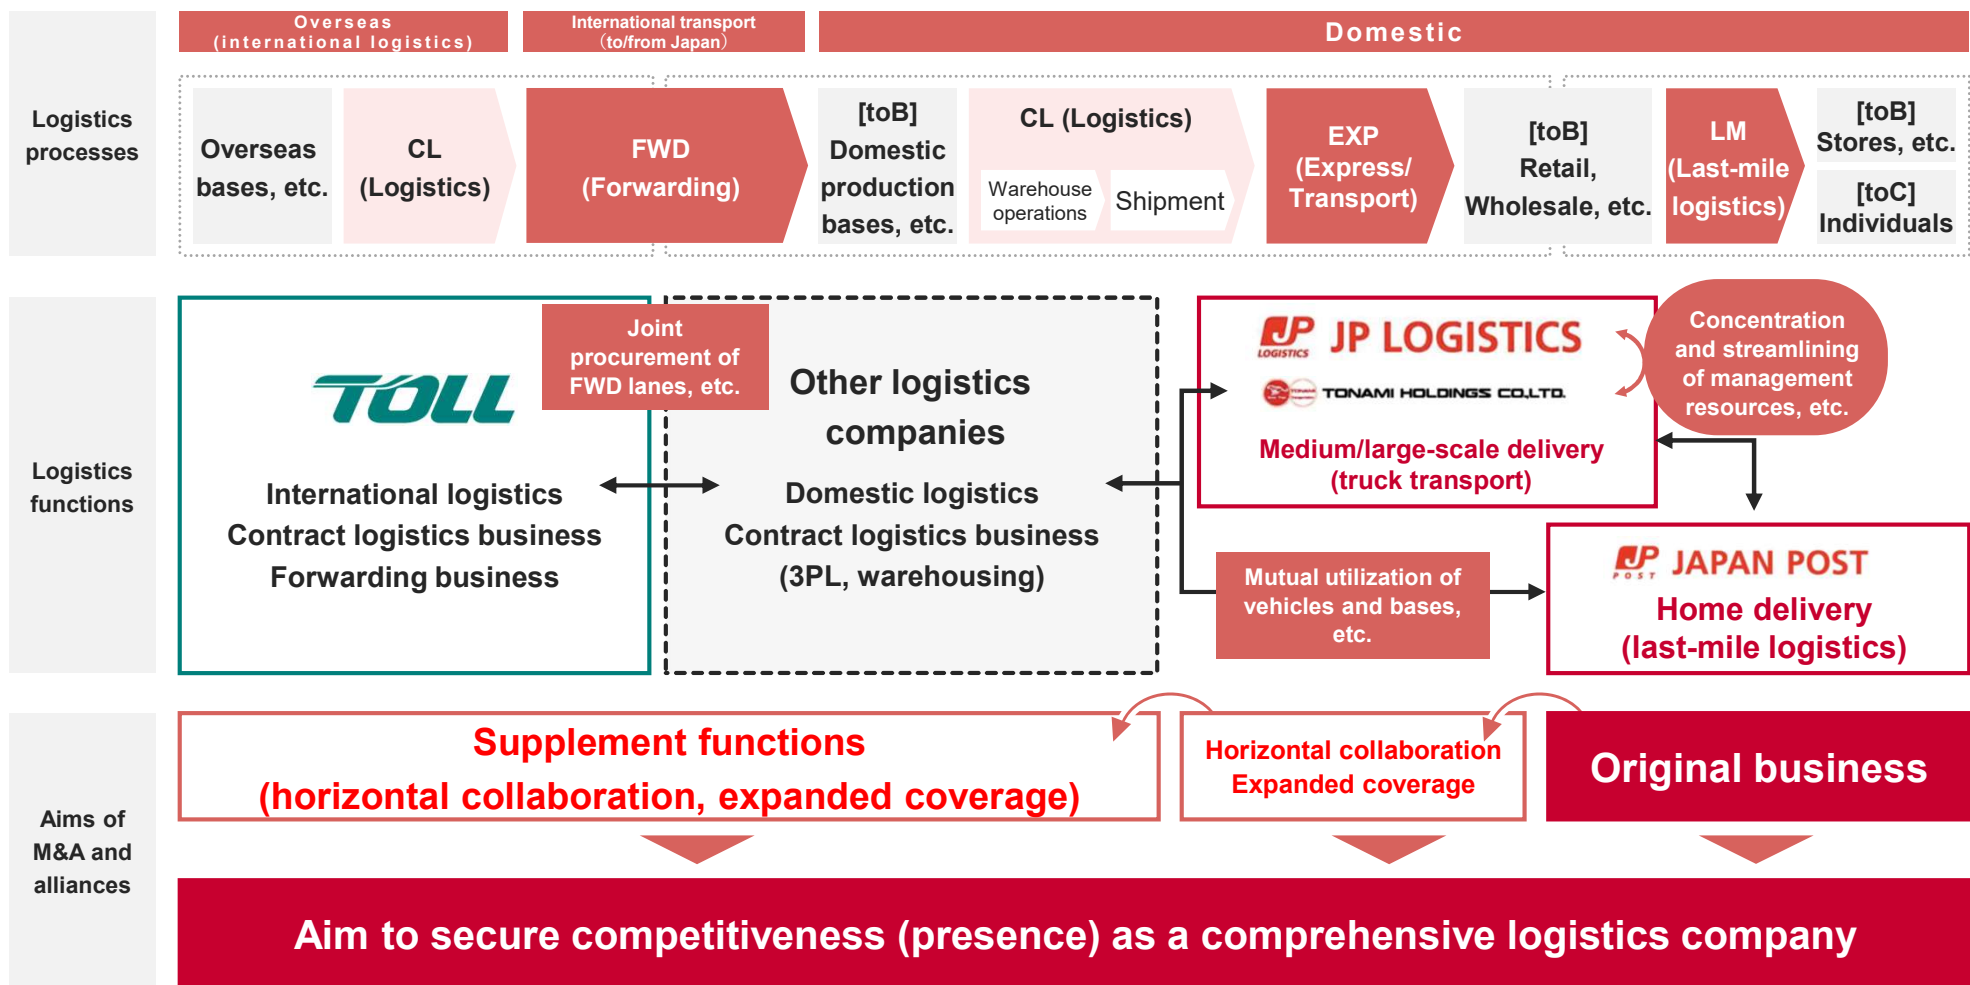 Overseas
(international logistics)
International transport
(to/from Japan)
Domestic
Logistics
processes
Overseas
bases, etc.
CL
(Logistics)
FWD
(Forwarding)
[toB]
Domestic
production
bases, etc.
CL (Logistics)
Warehouse
operations
Shipment
EXP
(Express/
Transport)
[toB]
Retail,
Wholesale, etc.
LM
(Last-mile
logistics)
[toB]
Stores, etc.
[toC]
Individuals
Logistics
functions
TOLL
International logistics
Contract logistics business
Forwarding business
Joint
procurement of
FWD lanes, etc.
Other logistics
companies
Domestic logistics
Contract logistics business
(3PL, warehousing)
JP
LOGISTICS
JP LOGISTICS
TONAMI HOLDINGS CO.,LTD.
Medium/large-scale delivery
(truck transport)
Concentration
and streamlining
of management
resources, etc.
Mutual utilization of
vehicles and bases,
etc.
JP
POST
JAPAN POST
Home delivery
(last-mile logistics)
Aims of
M&A and
alliances
Supplement functions
(horizontal collaboration, expanded coverage)
Horizontal collaboration
Expanded coverage
Original business
Aim to secure competitiveness (presence) as a comprehensive logistics company